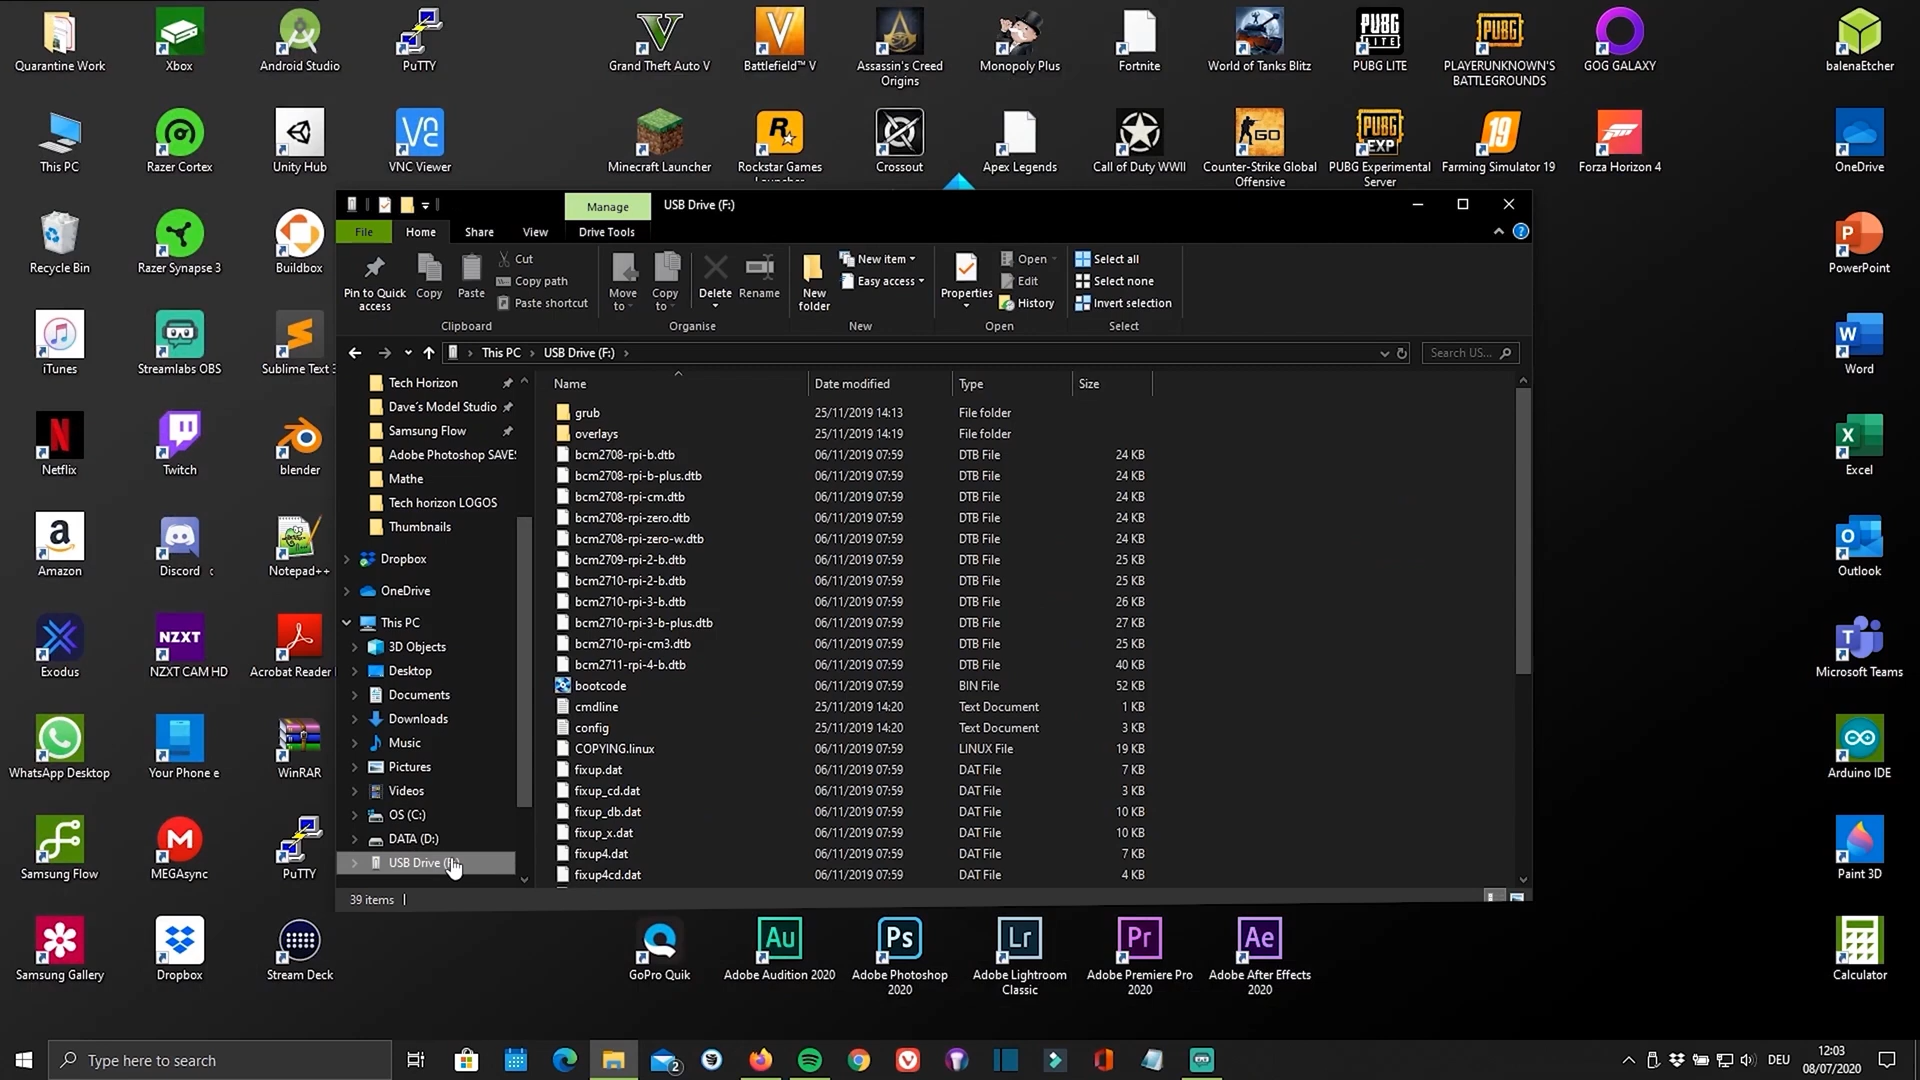 Quarantine Work
Xbox
Android Studio
PuTTY
Grand Theft Auto V
Battlefield™ V
Assassin's Creed
Origins
Monopoly Plus
Fortnite
World of Tanks Blitz
PUBG LITE
PLAYERUNKNOWN'S
BATTLEGROUNDS
GOG GALAXY
balenaEtcher
This PC
Razer Cortex
Unity Hub
VNC Viewer
Minecraft Launcher
Rockstar Games
Launcher
Crossout
Apex Legends
Call of Duty WWII
Counter-Strike Global
Offensive
PUBG Experimental
Server
Farming Simulator 19
Forza Horizon 4
OneDrive
Manage
USB Drive (F:)
File
Home
Share
View
Drive Tools
Pin to Quick
access
Copy
Paste
Cut
Copy path
Paste shortcut
Clipboard
Move
to
Copy
to
Delete
Rename
Organise
New
folder
New item
Easy access
New
Properties
Open
Edit
History
Open
Select all
Select none
Invert selection
Select
This PC
USB Drive (F:)
Search US...
Recycle Bin
Razer Synapse 3
Buildbox
PowerPoint
iTunes
Streamlabs OBS
Sublime Text 3
Word
Netflix
Twitch
blender
Excel
Amazon
Discord c
Notepad++
Outlook
Exodus
NZXT CAM HD
Acrobat Reader
Microsoft Teams
WhatsApp Desktop
Your Phone e
WinRAR
Arduino IDE
Samsung Flow
MEGAsync
PuTTY
Paint 3D
Samsung Gallery
Dropbox
Stream Deck
Calculator
Tech Horizon
Dave´s Model Studio
Samsung Flow
Adobe Photoshop SAVES
Mathe
Tech horizon LOGOS
Thumbnails
Dropbox
OneDrive
This PC
3D Objects
Desktop
Documents
Downloads
Music
Pictures
Videos
OS (C:)
DATA (D:)
USB Drive (F:)
Name Date modified Type Size
grub 25/11/2019 14:13 File folder
overlays 25/11/2019 14:19 File folder
bcm2708-rpi-b.dtb 06/11/2019 07:59 DTB File 24 KB
bcm2708-rpi-b-plus.dtb 06/11/2019 07:59 DTB File 24 KB
bcm2708-rpi-cm.dtb 06/11/2019 07:59 DTB File 24 KB
bcm2708-rpi-zero.dtb 06/11/2019 07:59 DTB File 24 KB
bcm2708-rpi-zero-w.dtb 06/11/2019 07:59 DTB File 24 KB
bcm2709-rpi-2-b.dtb 06/11/2019 07:59 DTB File 25 KB
bcm2710-rpi-2-b.dtb 06/11/2019 07:59 DTB File 25 KB
bcm2710-rpi-3-b.dtb 06/11/2019 07:59 DTB File 26 KB
bcm2710-rpi-3-b-plus.dtb 06/11/2019 07:59 DTB File 27 KB
bcm2710-rpi-cm3.dtb 06/11/2019 07:59 DTB File 25 KB
bcm2711-rpi-4-b.dtb 06/11/2019 07:59 DTB File 40 KB
bootcode 06/11/2019 07:59 BIN File 52 KB
cmdline 25/11/2019 14:20 Text Document 1 KB
config 25/11/2019 14:20 Text Document 3 KB
COPYING.linux 06/11/2019 07:59 LINUX File 19 KB
fixup.dat 06/11/2019 07:59 DAT File 7 KB
fixup_cd.dat 06/11/2019 07:59 DAT File 3 KB
fixup_db.dat 06/11/2019 07:59 DAT File 10 KB
fixup_x.dat 06/11/2019 07:59 DAT File 10 KB
fixup4.dat 06/11/2019 07:59 DAT File 7 KB
fixup4cd.dat 06/11/2019 07:59 DAT File 4 KB
39 items
GoPro Quik
Adobe Audition 2020
Adobe Photoshop
2020
Adobe Lightroom
Classic
Adobe Premiere Pro
2020
Adobe After Effects
2020
Type here to search
2
DEU
12:03
08/07/2020